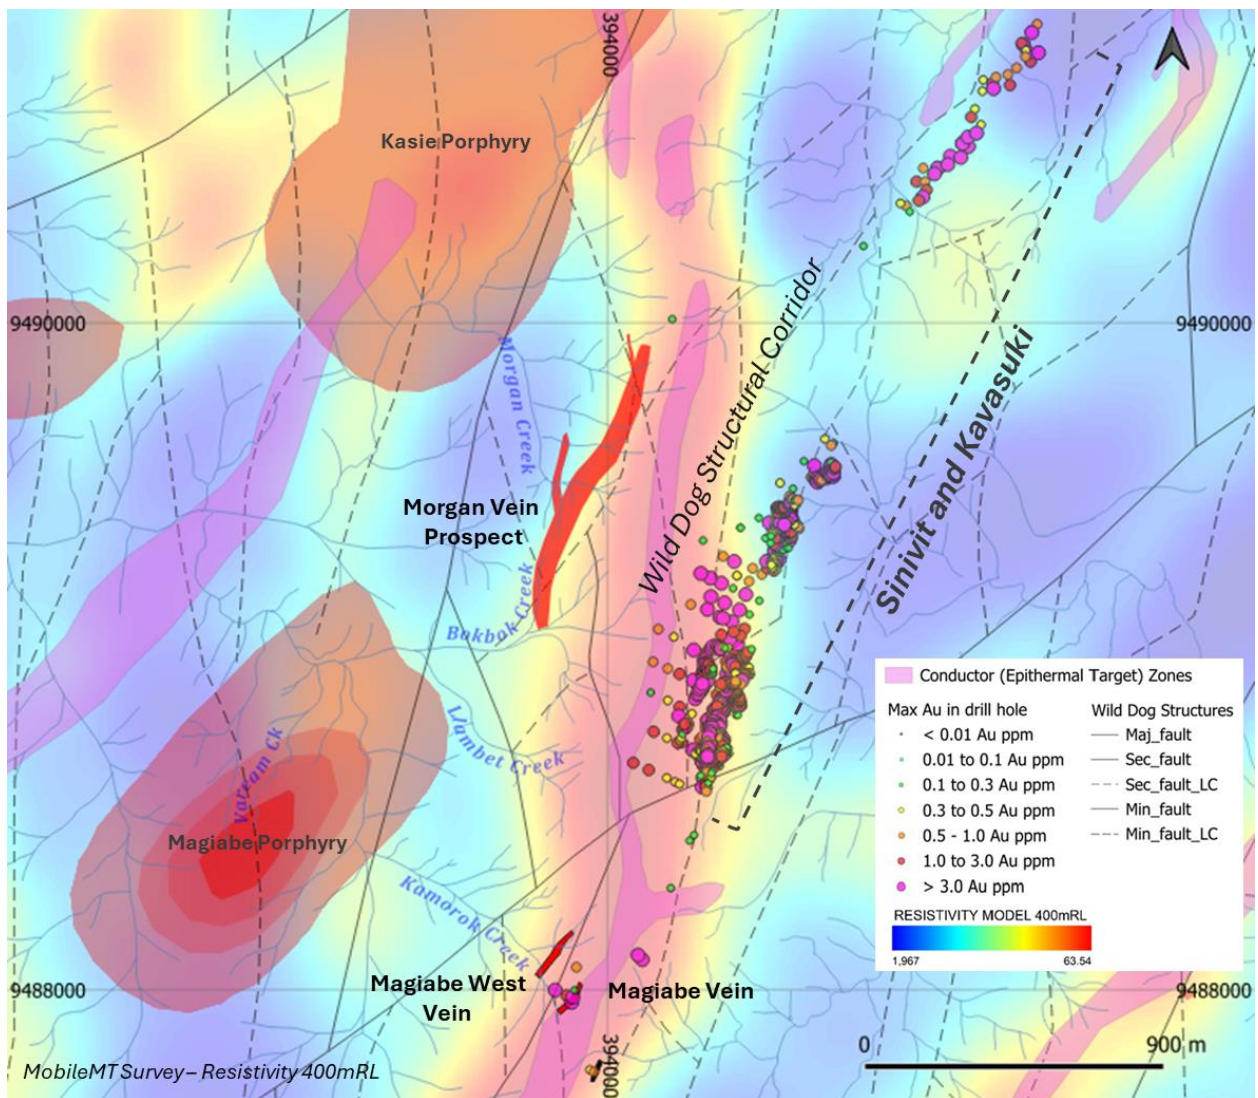 394000
Kasie Porphyry
9490000
9490000
Morgan Creek
Wild Dog Structural Corridor
Sinivit and Kavasuki
Morgan Vein
Prospect
Bokbok Creek
Conductor (Epithermal Target) Zones
Max Au in drill hole
< 0.01 Au ppm
0.01 to 0.1 Au ppm
0.1 to 0.3 Au ppm
0.3 to 0.5 Au ppm
0.5 - 1.0 Au ppm
1.0 to 3.0 Au ppm
> 3.0 Au ppm
Wild Dog Structures
Maj_fault
Sec_fault
Sec_fault_LC
Min_fault
Min_fault_LC
RESISTIVITY MODEL 400mRL
1,967
63.54
Magiabe Porphyry
Kamorok Creek
Magiabe West
Vein
Magiabe Vein
9488000
9488000
394000
0
900 m
MobileMT Survey – Resistivity 400mRL